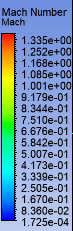 Mach Number
Mach
1.335e+00
1.252e+00
1.168e+00
1.085e+00
1.001e+00
9.179e-01
8.344e-01
7.510e-01
6.676e-01
5.842e-01
5.007e-01
4.173e-01
3.339e-01
2.505e-01
1.670e-01
8.360e-02
1.725e-04